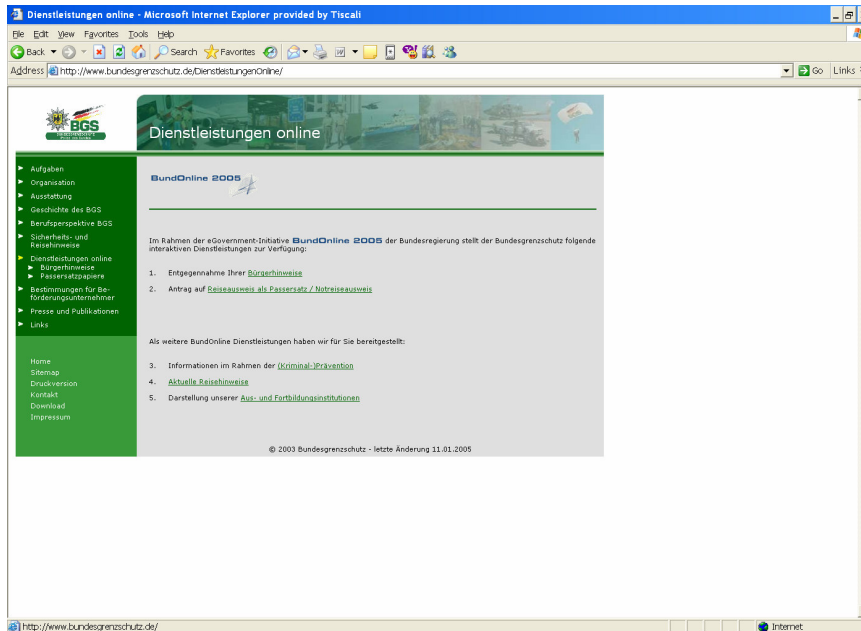 Dienstleistungen online - Microsoft Internet Explorer provided by Tiscali
File Edit View Favorites Tools Help
Back Search Favorites
Address http://www.bundesgrenzschutz.de/DienstleistungenOnline/ Go Links
BGS
Dienstleistungen online
Aufgaben
Organisation
Ausstattung
Geschichte des BGS
Berufsperspektive BGS
Sicherheits- und
Reisehinweise
Dienstleistungen online
Bürgerhinweise
Passersatzpapiere
Bestimmungen für Be-
förderungsunternehmer
Presse und Publikationen
Links
Home
Sitemap
Druckversion
Kontakt
Download
Impressum
BundOnline 2005
Im Rahmen der eGovernment-Initiative BundOnline 2005 der Bundesregierung stellt der Bundesgrenzschutz folgende
interaktiven Dienstleistungen zur Verfügung:
1. Entgegennahme Ihrer Bürgerhinweise
2. Antrag auf Reiseausweis als Passersatz / Notreiseausweis
Als weitere BundOnline Dienstleistungen haben wir für Sie bereitgestellt:
3. Informationen im Rahmen der (Kriminal-)Prävention
4. Aktuelle Reisehinweise
5. Darstellung unserer Aus- und Fortbildungsinstitutionen
© 2003 Bundesgrenzschutz - letzte Änderung 11.01.2005
http://www.bundesgrenzschutz.de/ Internet